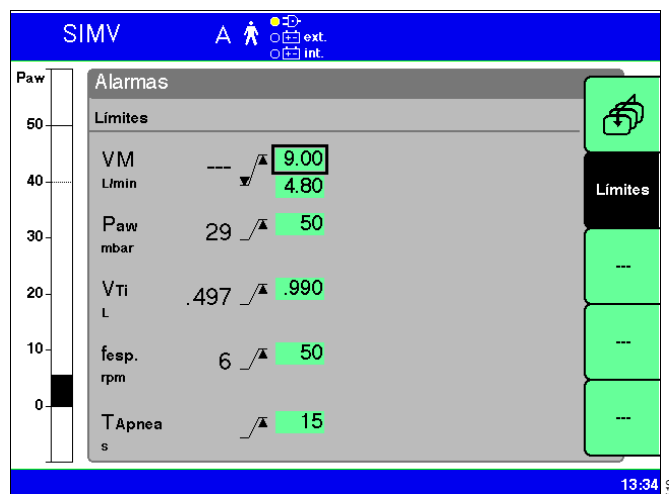 SIMV A ext.
int.
Paw
Alarmas
50
Límites
VM --- 9.00
L/min 4.80
40
Límites
Paw 29 50
mbar
30
---
VTi .497 .990
L
20
---
10
fesp. 6 50
rpm
0
---
TApnea 15
s
13:34